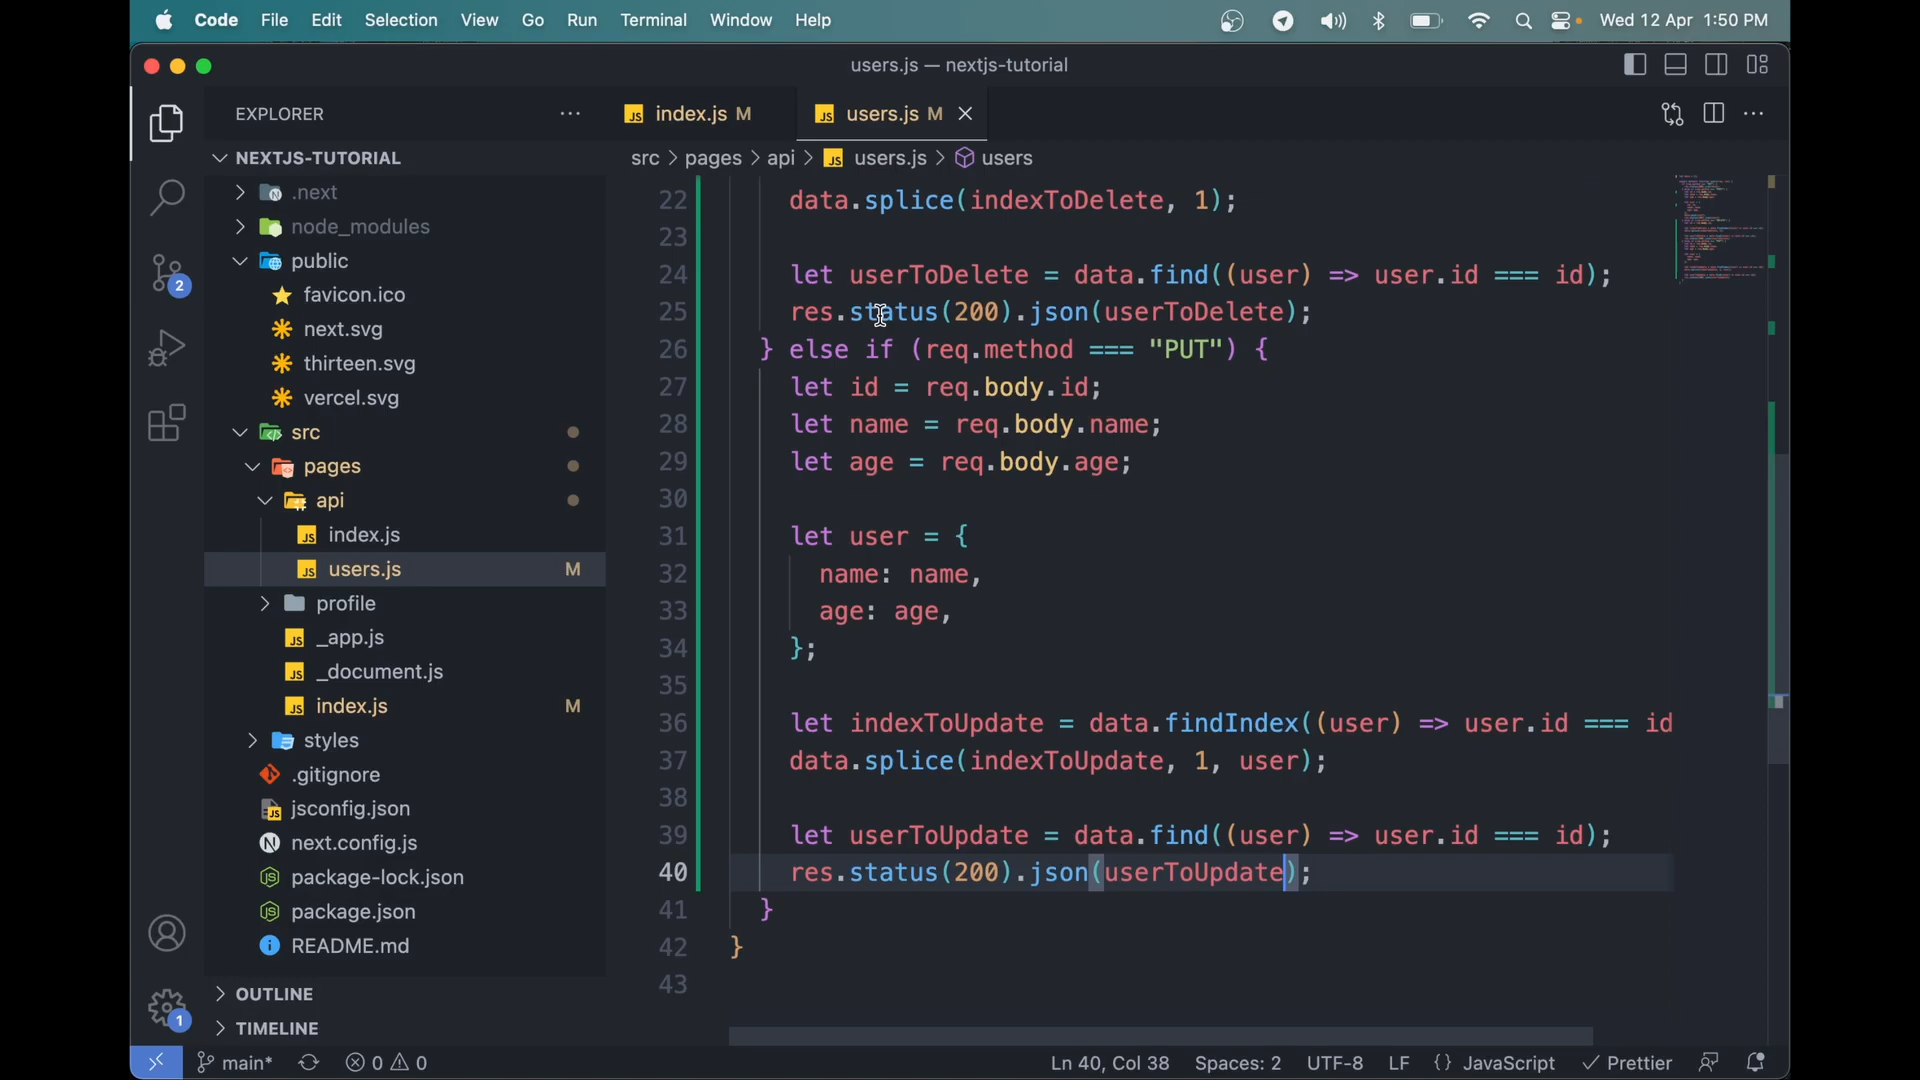 Code File Edit Selection View Go Run Terminal Window Help Wed 12 Apr 1:50 PM
users.js — nextjs-tutorial
EXPLORER
index.js M
users.js M
NEXTJS-TUTORIAL
src > pages > api > users.js > users
.next
node_modules
public
favicon.ico
next.svg
thirteen.svg
vercel.svg
src
pages
api
index.js
users.js M
profile
_app.js
_document.js
index.js M
styles
.gitignore
jsconfig.json
next.config.js
package-lock.json
package.json
README.md
OUTLINE
TIMELINE
2
1
22 data.splice(indexToDelete, 1);
23
24 let userToDelete = data.find((user) => user.id === id);
25 res.status(200).json(userToDelete);
26 } else if (req.method === "PUT") {
27 let id = req.body.id;
28 let name = req.body.name;
29 let age = req.body.age;
30
31 let user = {
32 name: name,
33 age: age,
34 };
35
36 let indexToUpdate = data.findIndex((user) => user.id === id
37 data.splice(indexToUpdate, 1, user);
38
39 let userToUpdate = data.find((user) => user.id === id);
40 res.status(200).json(userToUpdate);
41 }
42 }
43
main* 0 0 Ln 40, Col 38 Spaces: 2 UTF-8 LF {} JavaScript Prettier